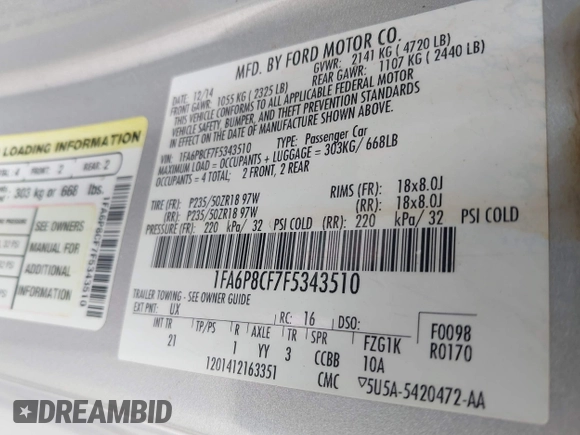 MFD. BY FORD MOTOR CO.
DATE: 12/14 GVWR: 2141 KG ( 4720 LB)
FRONT GAWR: 1055 KG ( 2325 LB) REAR GAWR: 1107 KG ( 2440 LB)
THIS VEHICLE CONFORMS TO ALL APPLICABLE FEDERAL MOTOR
VEHICLE SAFETY, BUMPER, AND THEFT PREVENTION STANDARDS
IN EFFECT ON THE DATE OF MANUFACTURE SHOWN ABOVE.
VIN: 1FA6P8CF7F5343510 TYPE: Passenger Car
MAXIMUM LOAD = OCCUPANTS + LUGGAGE = 303KG/ 668LB
OCCUPANTS = 4 TOTAL; 2 FRONT, 2 REAR
TIRE (FR): P235/50ZR18 97W RIMS (FR): 18x8.0J
(RR): P235/50ZR18 97W (RR): 18x8.0J
PRESSURE (FR): 220 kPa/ 32 PSI COLD (RR): 220 kPa/ 32 PSI COLD
1FA6P8CF7F5343510
TRAILER TOWING - SEE OWNER GUIDE
EXT PNT: UX RC: 16 DSO: F0098
INT TR TP/PS R AXLE TR SPR FZG1K R0170
21 1 YY 3 CCBB 10A
1201412163351 CMC ▽5U5A-5420472-AA
LOADING INFORMATION
4 FRONT: 2 REAR: 2
303 kg or 668 lbs.
SEE OWNERS
MANUAL FOR
ADDITIONAL
INFORMATION
1FA6P8CF7F5343510
DREAMBID